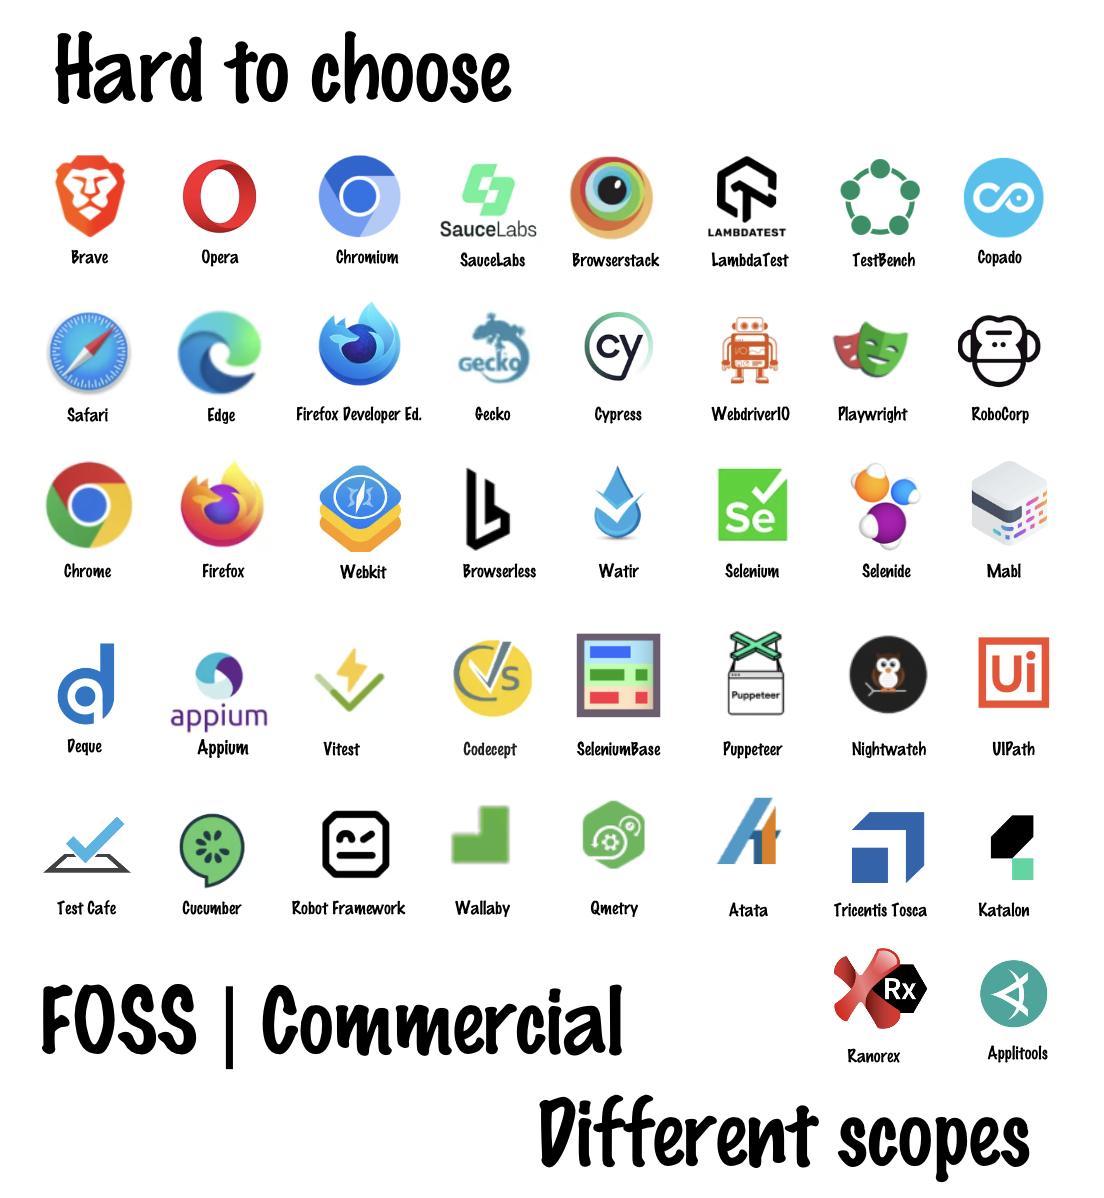 Hard to choose
SauceLabs
LAMBDATEST
Brave
Opera
Chromium
SauceLabs
Browserstack
LambdaTest
TestBench
Copado
GECKO
cy
Safari
Edge
Firefox Developer Ed.
Gecko
Cypress
WebdriverIO
Playwright
RoboCorp
Se
Chrome
Firefox
Webkit
Browserless
Watir
Selenium
Selenide
Mabl
appium
s
Puppeteer
Ui
Deque
Appium
Vitest
Codecept
SeleniumBase
Puppeteer
Nightwatch
UIPath
Test Cafe
Cucumber
Robot Framework
Wallaby
Qmetry
Atata
Tricentis Tosca
Katalon
Rx
Ranorex
Applitools
FOSS | Commercial
Different scopes